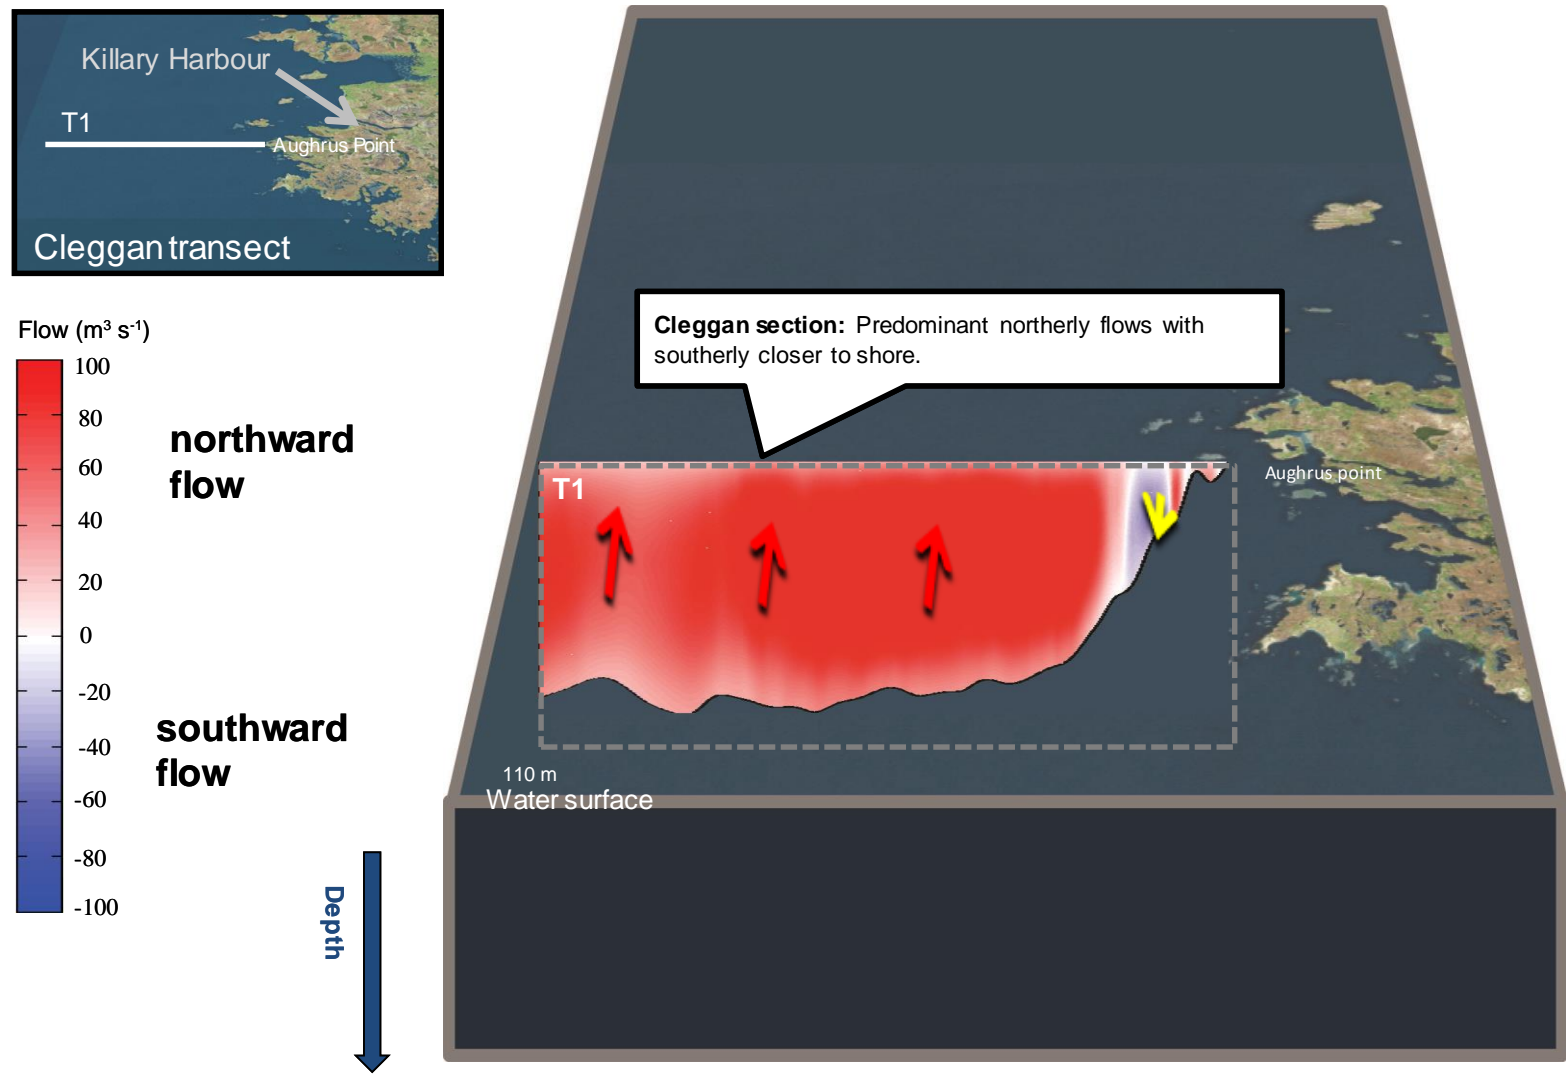 Killary Harbour
T1
Aughrus Point
Cleggan transect
Flow (m³ s⁻¹)
100
80
60
40
20
0
-20
-40
-60
-80
-100
northward
flow
southward
flow
Depth
Cleggan section: Predominant northerly flows with
southerly closer to shore.
T1
Aughrus point
110 m
Water surface